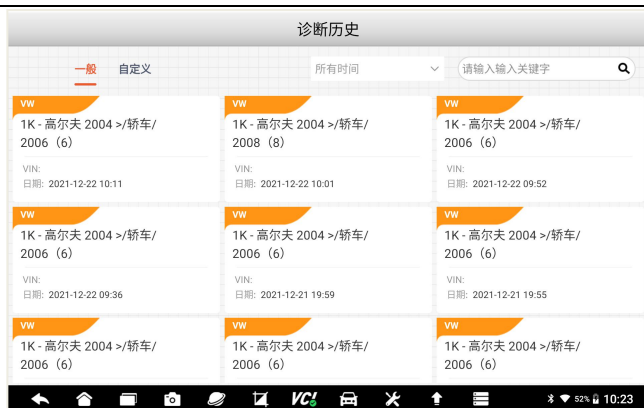 诊断历史
一般 自定义 所有时间 请输入输入关键字
VW VW VW
1K - 高尔夫 2004 >/轿车/ 1K - 高尔夫 2004 >/轿车/ 1K - 高尔夫 2004 >/轿车/
2006（6） 2008（8） 2006（6）
VIN: VIN: VIN:
日期: 2021-12-22 10:11 日期: 2021-12-22 10:01 日期: 2021-12-22 09:52
VW VW VW
1K - 高尔夫 2004 >/轿车/ 1K - 高尔夫 2004 >/轿车/ 1K - 高尔夫 2004 >/轿车/
2006（6） 2006（6） 2006（6）
VIN: VIN: VIN:
日期: 2021-12-22 09:36 日期: 2021-12-21 19:59 日期: 2021-12-21 19:55
VW VW VW
1K - 高尔夫 2004 >/轿车/ 1K - 高尔夫 2004 >/轿车/ 1K - 高尔夫 2004 >/轿车/
2006（6） 2006（6） 2006（6）
VC! 52% 10:23